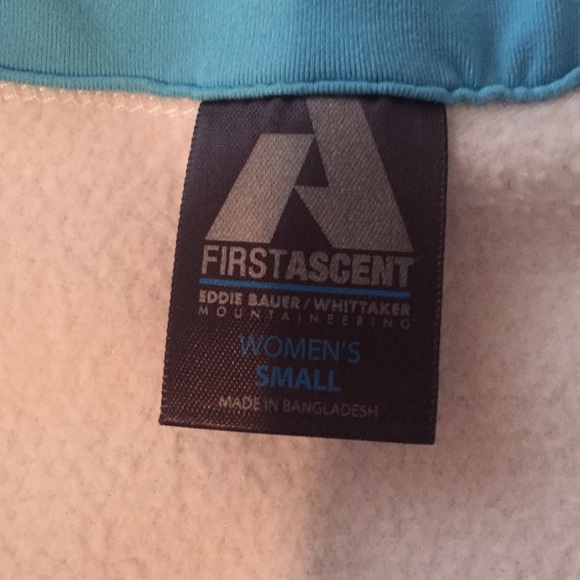 FIRSTASCENT
EDDIE BAUER/WHITTAKER
MOUNTAINEERING
WOMEN'S
SMALL
MADE IN BANGLADESH